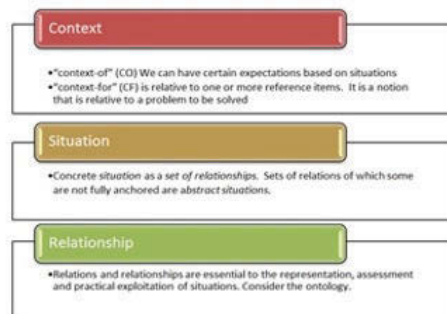 Context
•"context-of" (CO) We can have certain expectations based on situations
•"context-for" (CF) is relative to one or more reference items. It is a notion
that is relative to a problem to be solved
Situation
•Concrete situation as a set of relationships. Sets of relations of which some
are not fully anchored are abstract situations.
Relationship
•Relations and relationships are essential to the representation, assessment
and practical exploitation of situations. Consider the ontology.